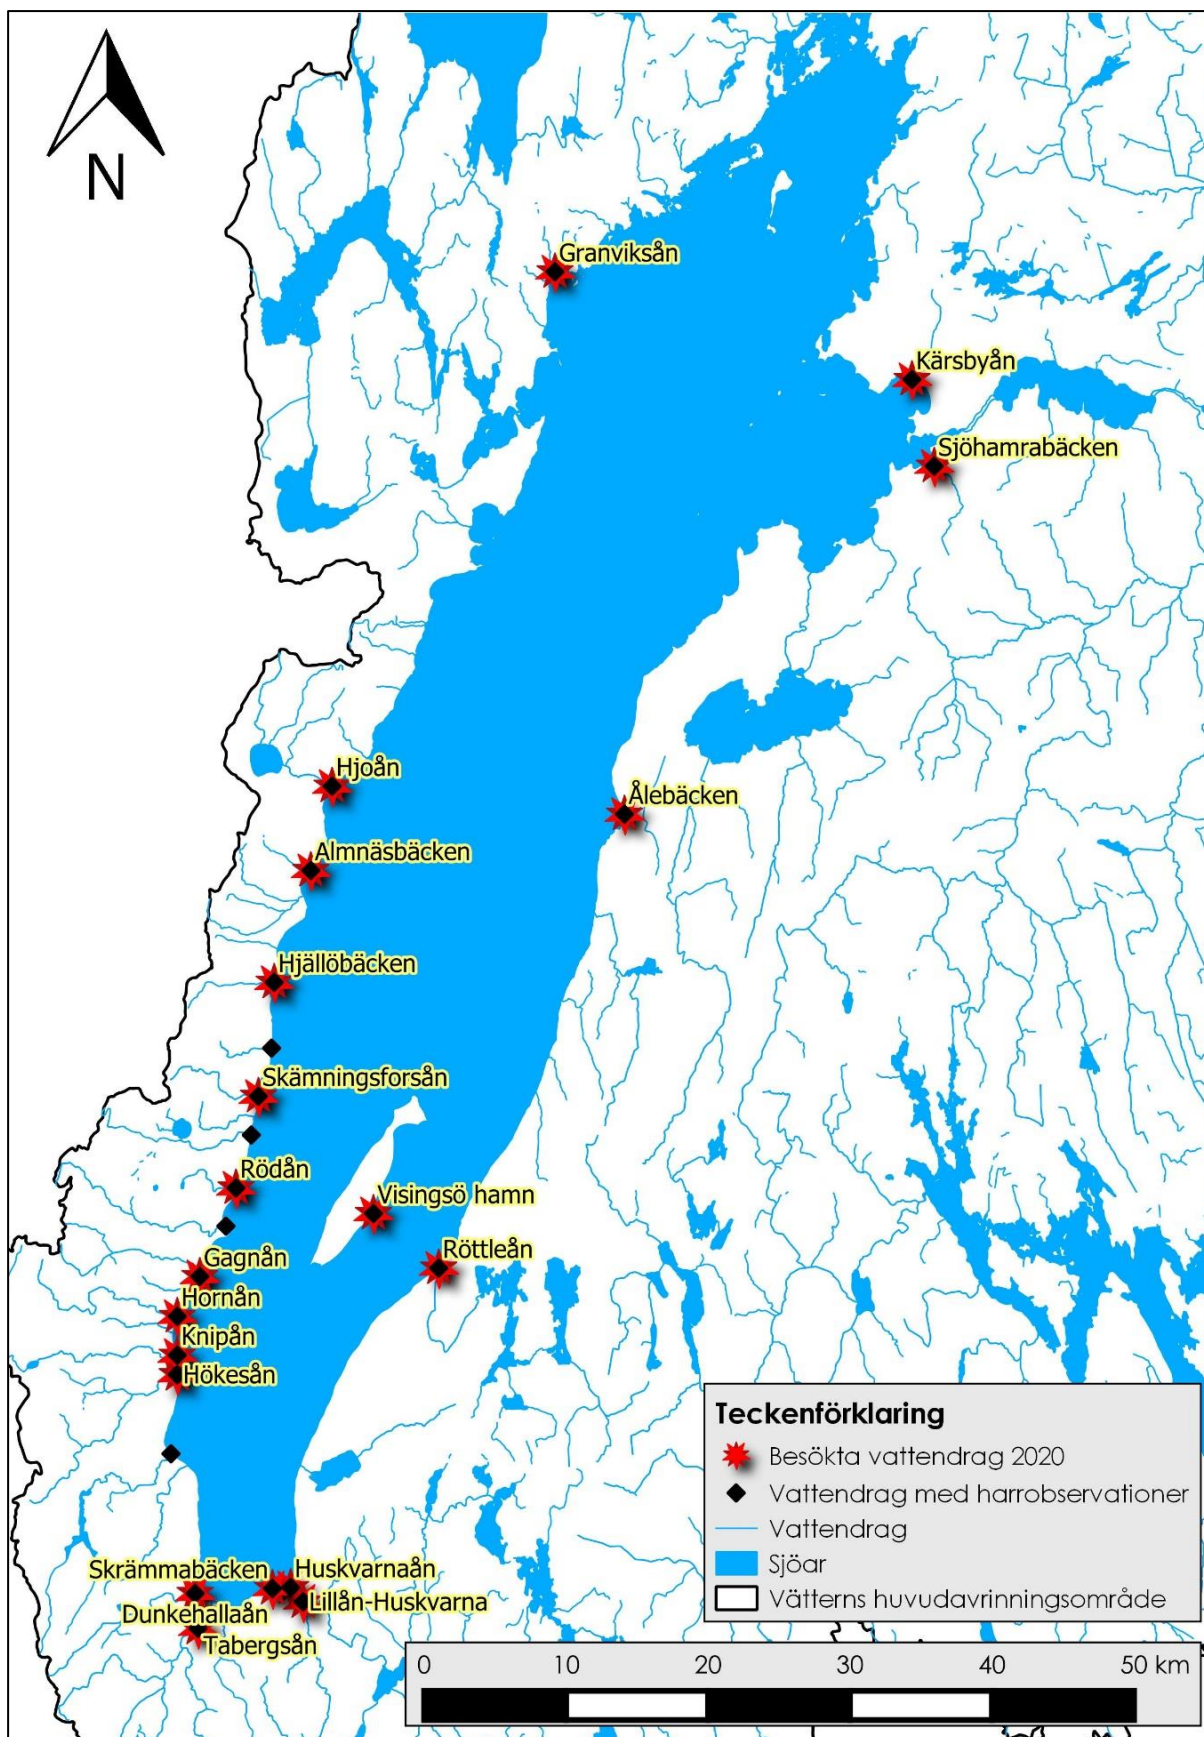 N
Granviksån
Kärsbyån
Sjöhamrabäcken
Hjoån
Ålebäcken
Almnäsbäcken
Hjällöbäcken
Skämningsforsån
Rödån
Visingsö hamn
Röttleån
Gagnån
Hornån
Knipån
Hökesån
Skrämmabäcken
Huskvarnaån
Lillån-Huskvarna
Dunkehallaån
Tabergsån
Teckenförklaring
Besökta vattendrag 2020
Vattendrag med harrobservationer
Vattendrag
Sjöar
Vätterns huvudavrinningsområde
0 10 20 30 40 50 km